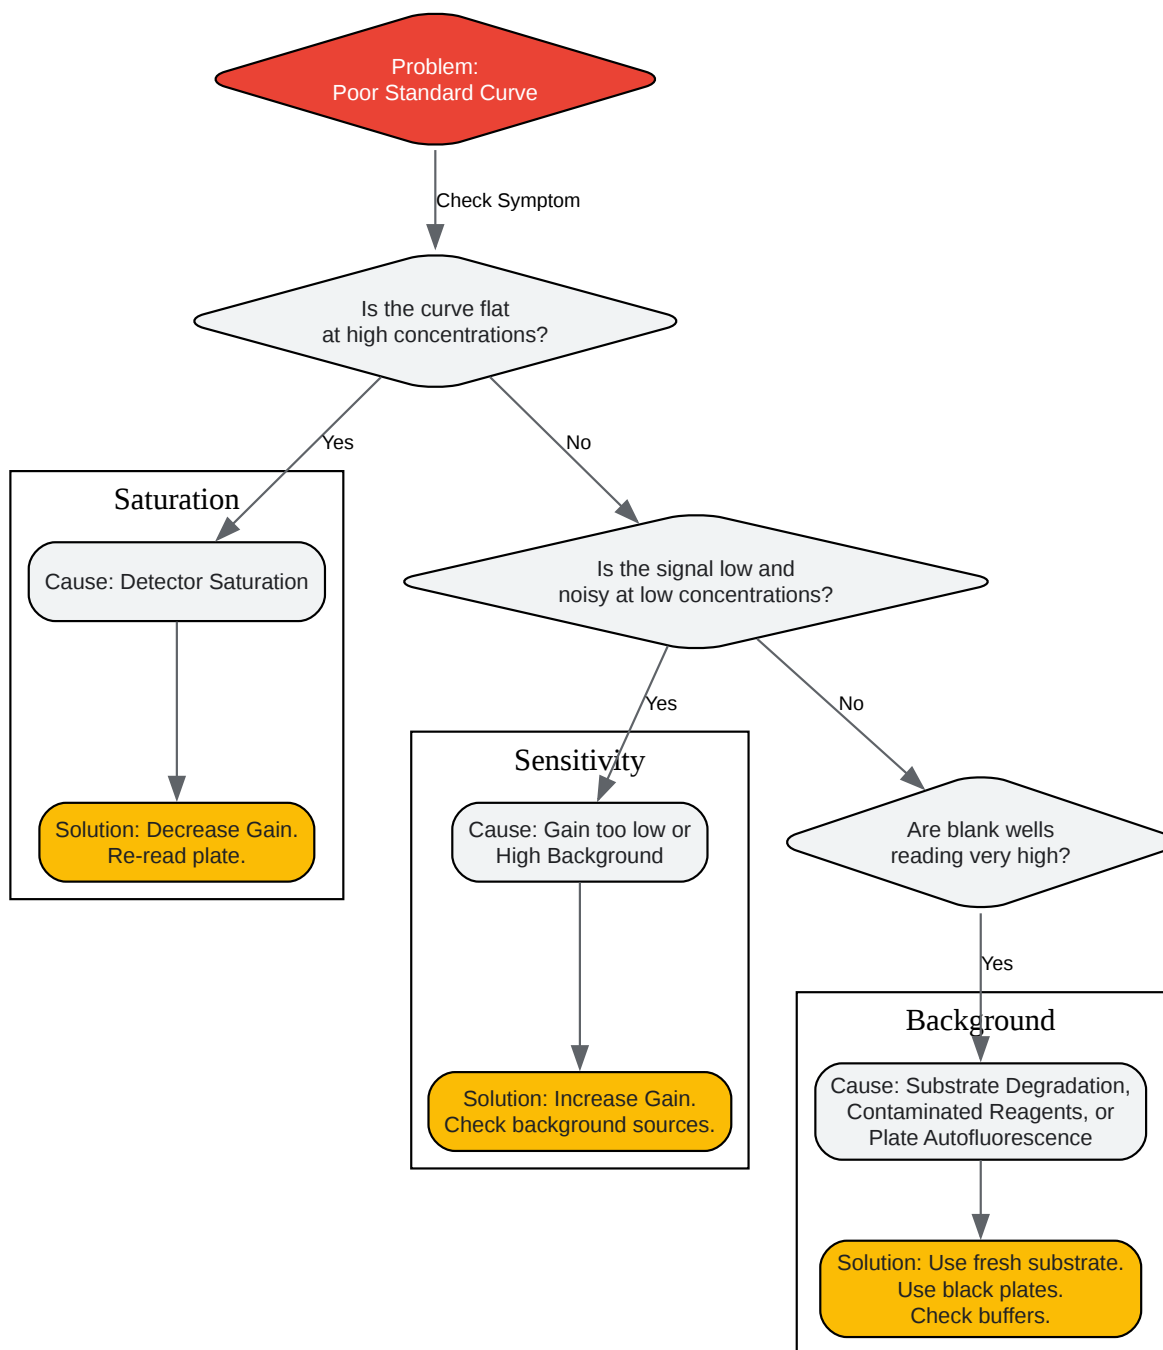 Problem:
Poor Standard Curve
Check Symptom
Is the curve flat
at high concentrations?
Yes
No
Saturation
Cause: Detector Saturation
Solution: Decrease Gain.
Re-read plate.
Is the signal low and
noisy at low concentrations?
Yes
No
Sensitivity
Cause: Gain too low or
High Background
Solution: Increase Gain.
Check background sources.
Are blank wells
reading very high?
Yes
Background
Cause: Substrate Degradation,
Contaminated Reagents, or
Plate Autofluorescence
Solution: Use fresh substrate.
Use black plates.
Check buffers.